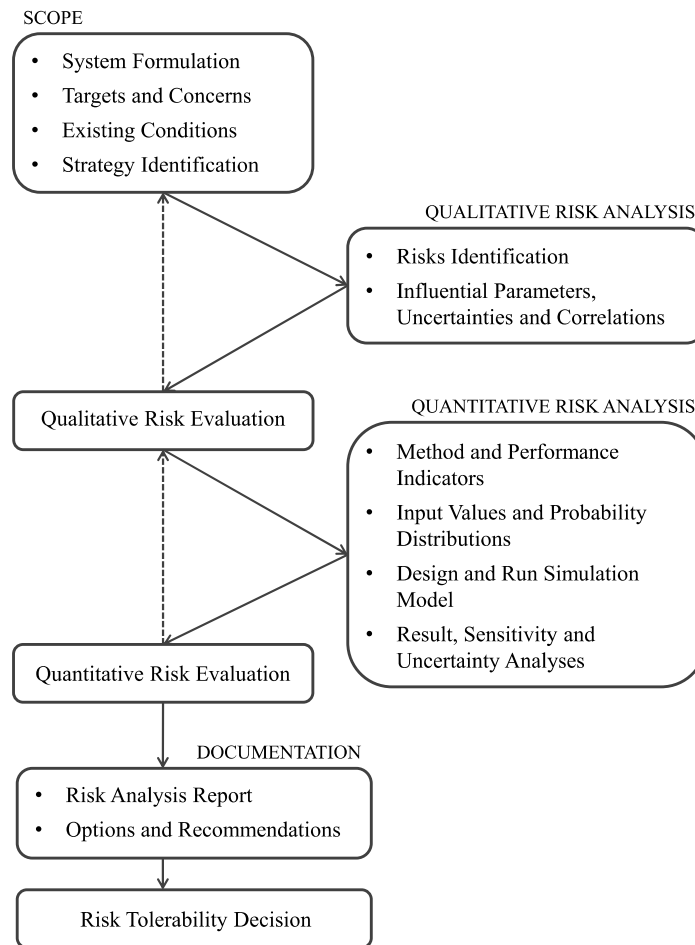 SCOPE
• System Formulation
• Targets and Concerns
• Existing Conditions
• Strategy Identification
QUALITATIVE RISK ANALYSIS
• Risks Identification
• Influential Parameters,
Uncertainties and Correlations
Qualitative Risk Evaluation
QUANTITATIVE RISK ANALYSIS
• Method and Performance
Indicators
• Input Values and Probability
Distributions
• Design and Run Simulation
Model
• Result, Sensitivity and
Uncertainty Analyses
Quantitative Risk Evaluation
DOCUMENTATION
• Risk Analysis Report
• Options and Recommendations
Risk Tolerability Decision